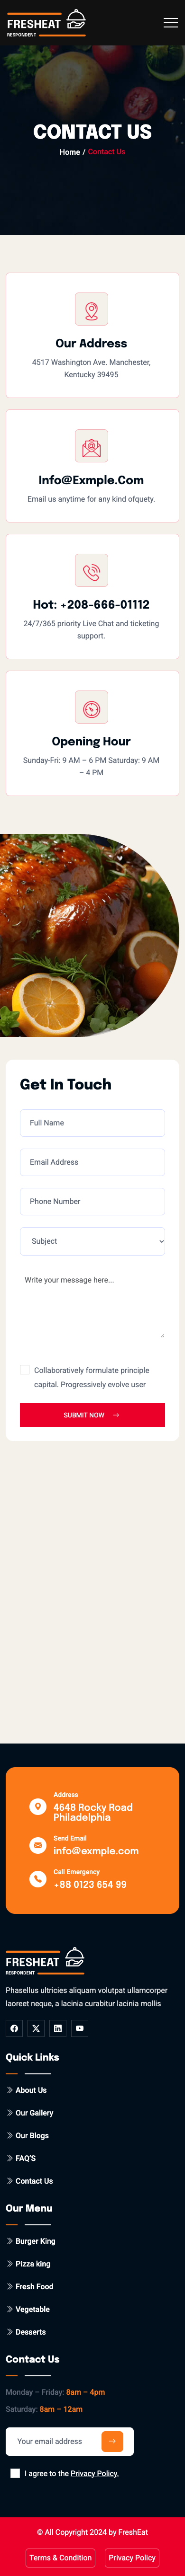 FRESHEAT
RESPONDENT
CONTACT US
Home / Contact Us
Our Address
4517 Washington Ave. Manchester,
Kentucky 39495
Info@Exmple.Com
Email us anytime for any kind ofquety.
Hot: +208-666-01112
24/7/365 priority Live Chat and ticketing
support.
Opening Hour
Sunday-Fri: 9 AM – 6 PM Saturday: 9 AM
– 4 PM
Get In Touch
Full Name
Email Address
Phone Number
Subject
Write your message here...
Collaboratively formulate principle
capital. Progressively evolve user
SUBMIT NOW
Address
4648 Rocky Road
Philadelphia
Send Email
info@exmple.com
Call Emergency
+88 0123 654 99
FRESHEAT
RESPONDENT
Phasellus ultricies aliquam volutpat ullamcorper
laoreet neque, a lacinia curabitur lacinia mollis
Quick Links
About Us
Our Gallery
Our Blogs
FAQ'S
Contact Us
Our Menu
Burger King
Pizza king
Fresh Food
Vegetable
Desserts
Contact Us
Monday – Friday: 8am – 4pm
Saturday: 8am – 12am
Your email address
I agree to the Privacy Policy.
© All Copyright 2024 by FreshEat
Terms & Condition
Privacy Policy